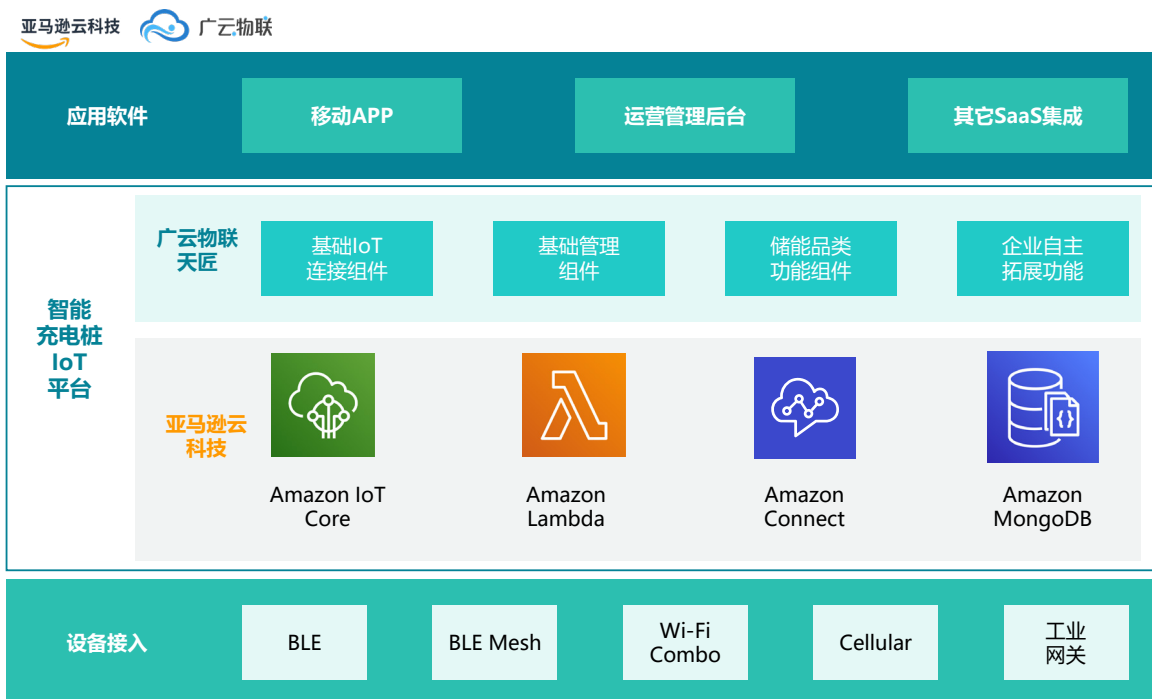 亚马逊云科技
广云物联
应用软件
移动APP
运营管理后台
其它SaaS集成
智能
充电桩
IoT
平台
广云物联
天匠
基础IoT
连接组件
基础管理
组件
储能品类
功能组件
企业自主
拓展功能
亚马逊云
科技
Amazon IoT
Core
Amazon
Lambda
Amazon
Connect
Amazon
MongoDB
设备接入
BLE
BLE Mesh
Wi-Fi
Combo
Cellular
工业
网关